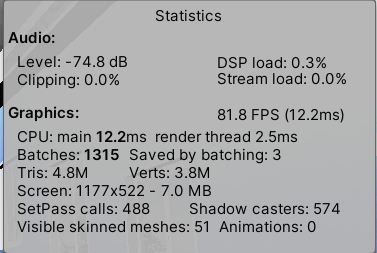 Statistics
Audio:
Level: -74.8 dB DSP load: 0.3%
Clipping: 0.0% Stream load: 0.0%
Graphics: 81.8 FPS (12.2ms)
CPU: main 12.2ms render thread 2.5ms
Batches: 1315 Saved by batching: 3
Tris: 4.8M Verts: 3.8M
Screen: 1177x522 - 7.0 MB
SetPass calls: 488 Shadow casters: 574
Visible skinned meshes: 51 Animations: 0